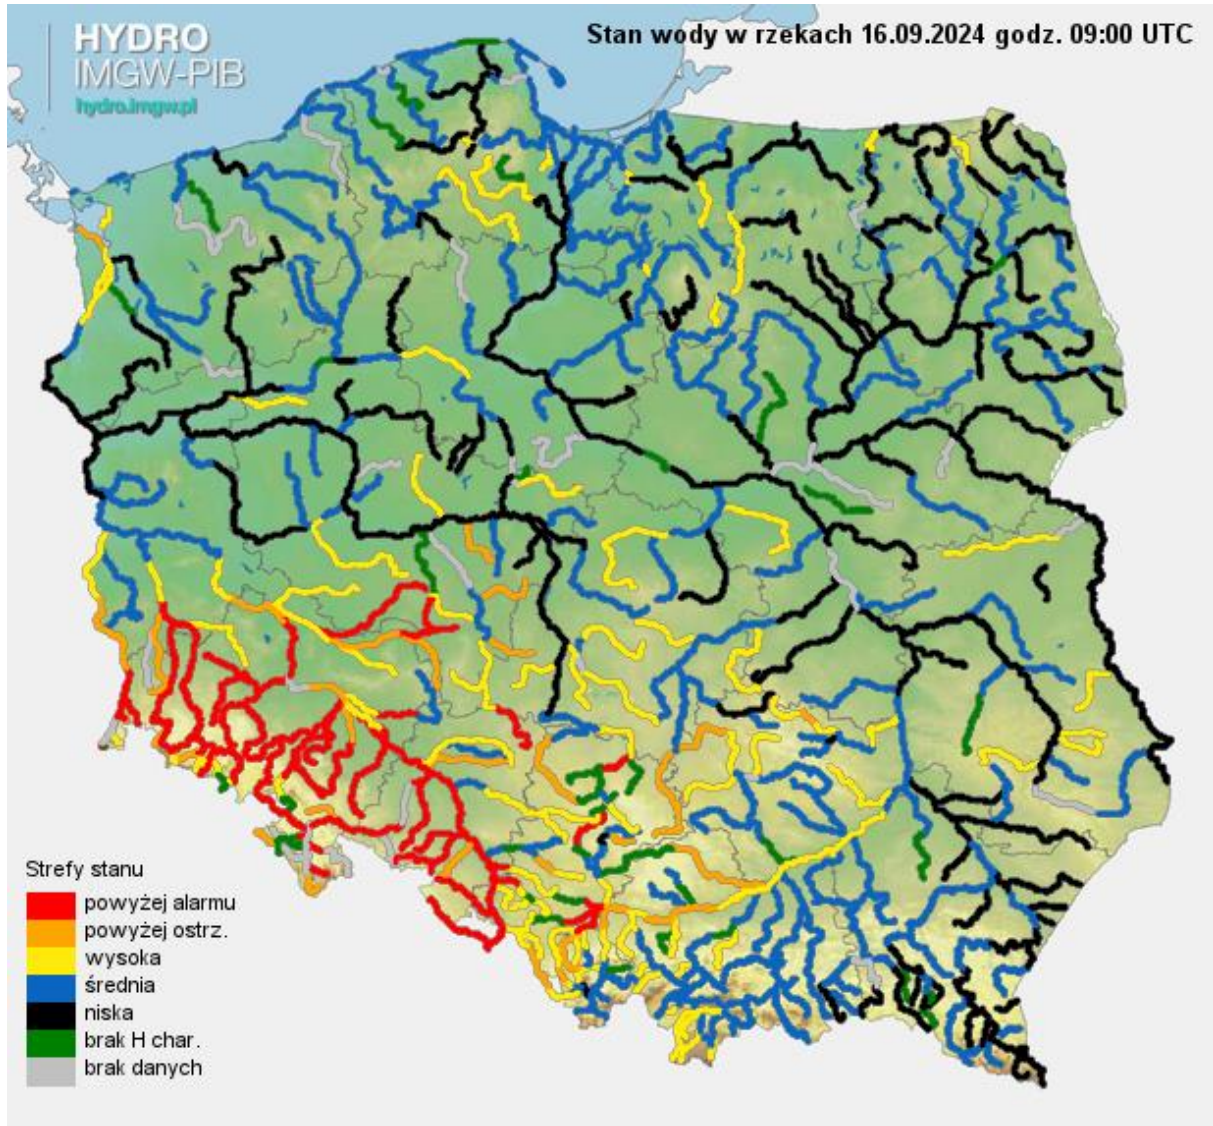 HYDRO
IMGW-PIB
hydro.imgw.pl
Stan wody w rzekach 16.09.2024 godz. 09:00 UTC
Strefy stanu
powyżej alarmu
powyżej ostrz.
wysoka
średnia
niska
brak H char.
brak danych